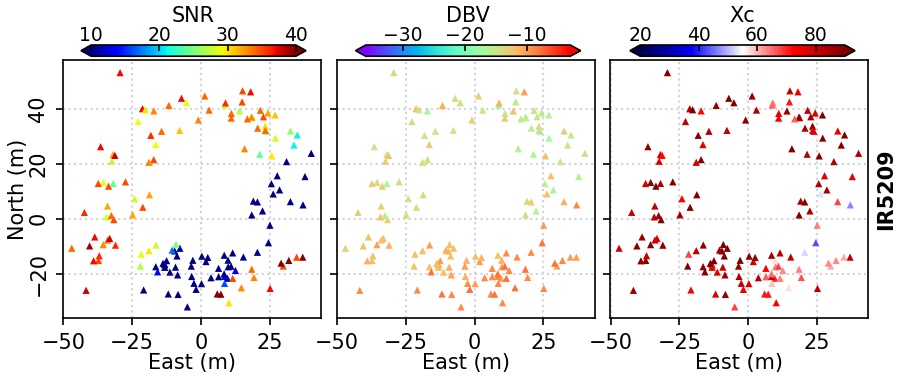 SNR DBV Xc
10 20 30 40 −30 −20 −10 20 40 60 80
North (m)
40
20
0
−20
IR5209
−50 −25 0 25 −50 −25 0 25 −50 −25 0 25
East (m) East (m) East (m)